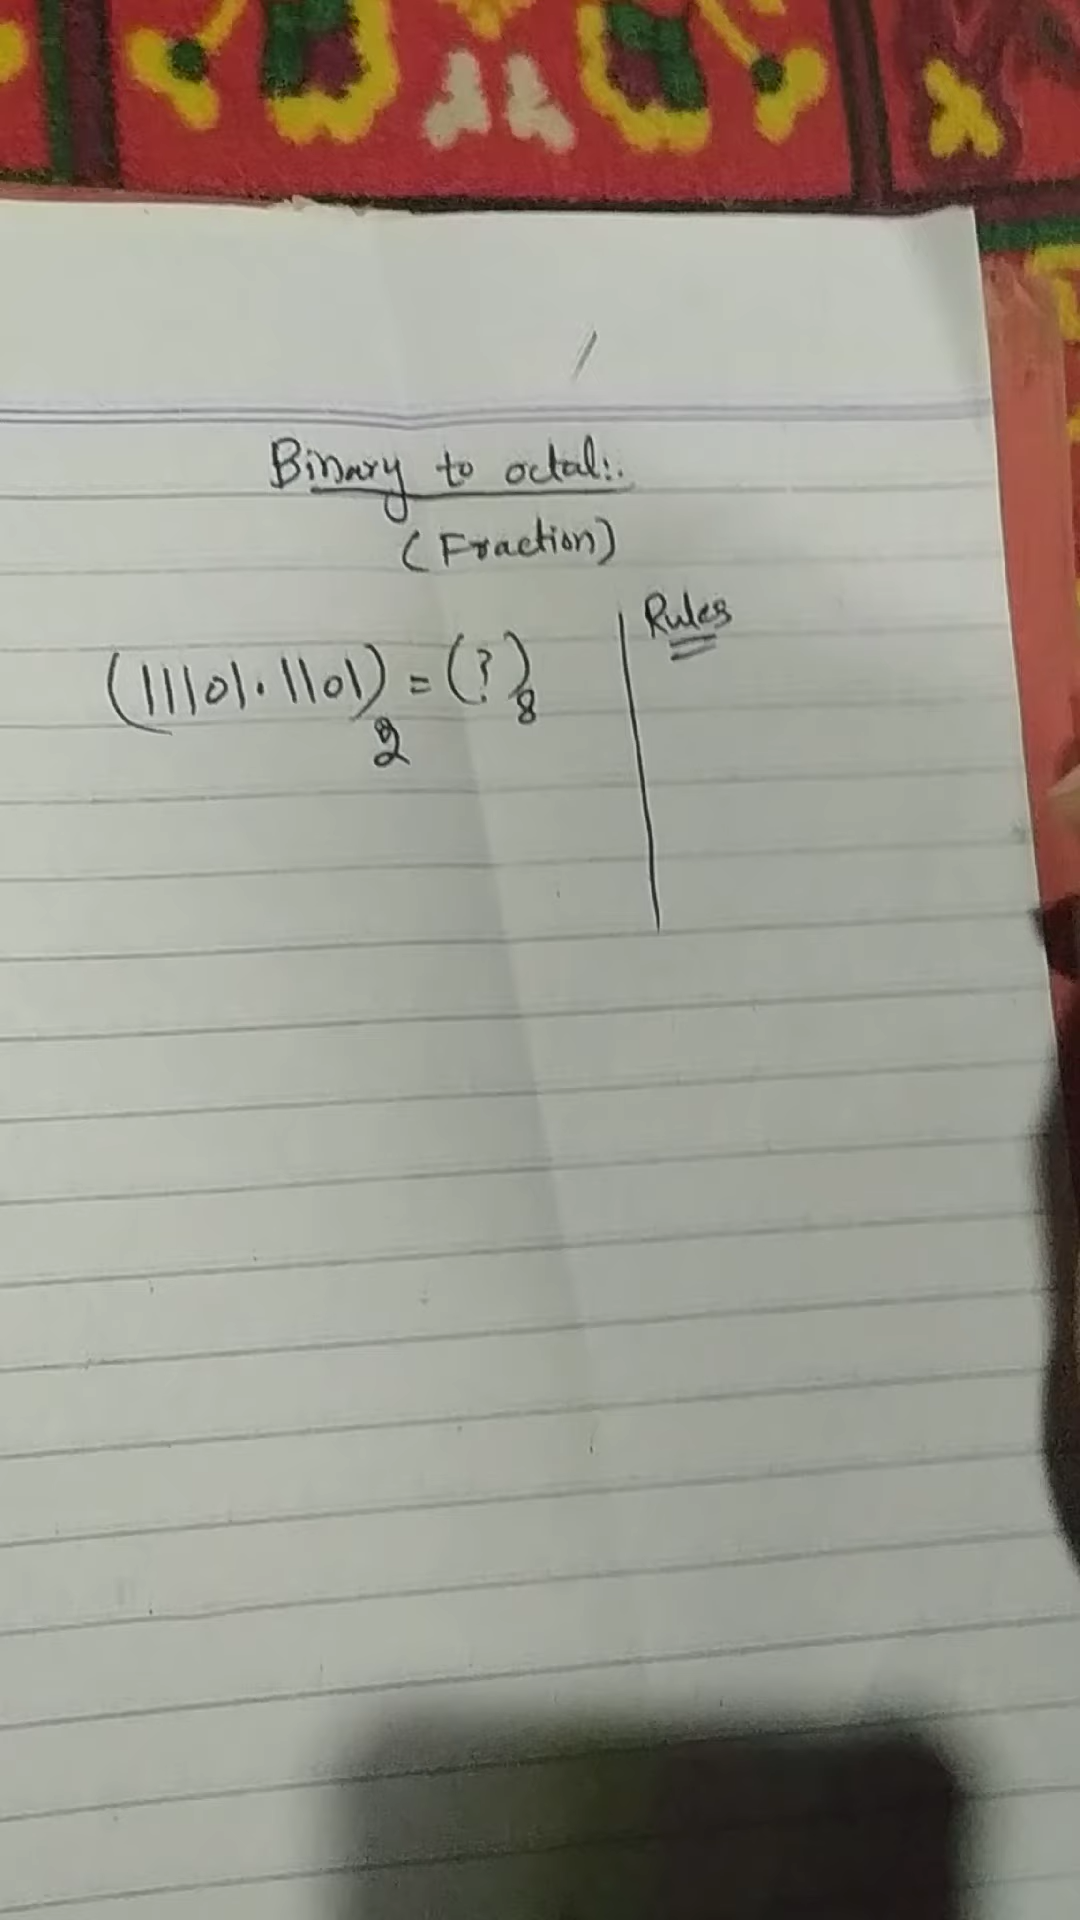 Binary to octal:.
(Fraction)
(11101.1101)2 = (?)8
Rules